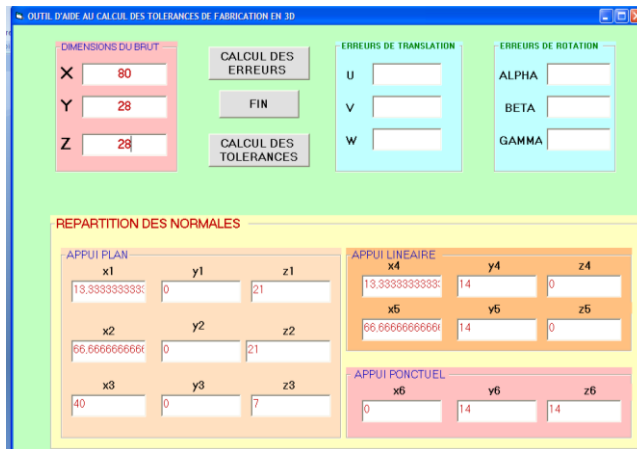 OUTIL D'AIDE AU CALCUL DES TOLERANCES DE FABRICATION EN 3D
DIMENSIONS DU BRUT
X 80
Y 28
Z 28
CALCUL DES
ERREURS
FIN
CALCUL DES
TOLERANCES
ERREURS DE TRANSLATION
U
V
W
ERREURS DE ROTATION
ALPHA
BETA
GAMMA
REPARTITION DES NORMALES
APPUI PLAN
x1 y1 z1
13,3333333333 0 21
x2 y2 z2
66,6666666666 0 21
x3 y3 z3
40 0 7
APPUI LINEAIRE
x4 y4 z4
13,3333333333 14 0
x5 y5 z5
66,6666666666 14 0
APPUI PONCTUEL
x6 y6 z6
0 14 14